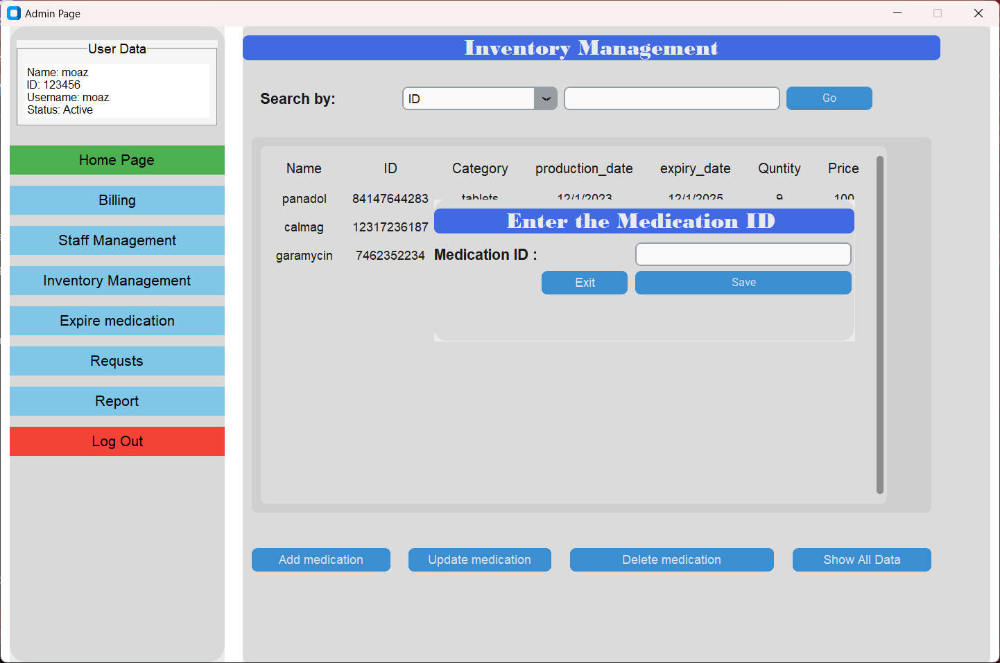 Admin Page
User Data
Name: moaz
ID: 123456
Username: moaz
Status: Active
Home Page
Billing
Staff Management
Inventory Management
Expire medication
Requsts
Report
Log Out
Inventory Management
Search by: ID Go
Name ID Category production_date expiry_date Quntity Price
panadol 84147644283 tablets 12/1/2023 12/1/2025 9 100
calmag 12317236187
garamycin 7462352234
Enter the Medication ID
Medication ID :
Exit Save
Add medication Update medication Delete medication Show All Data